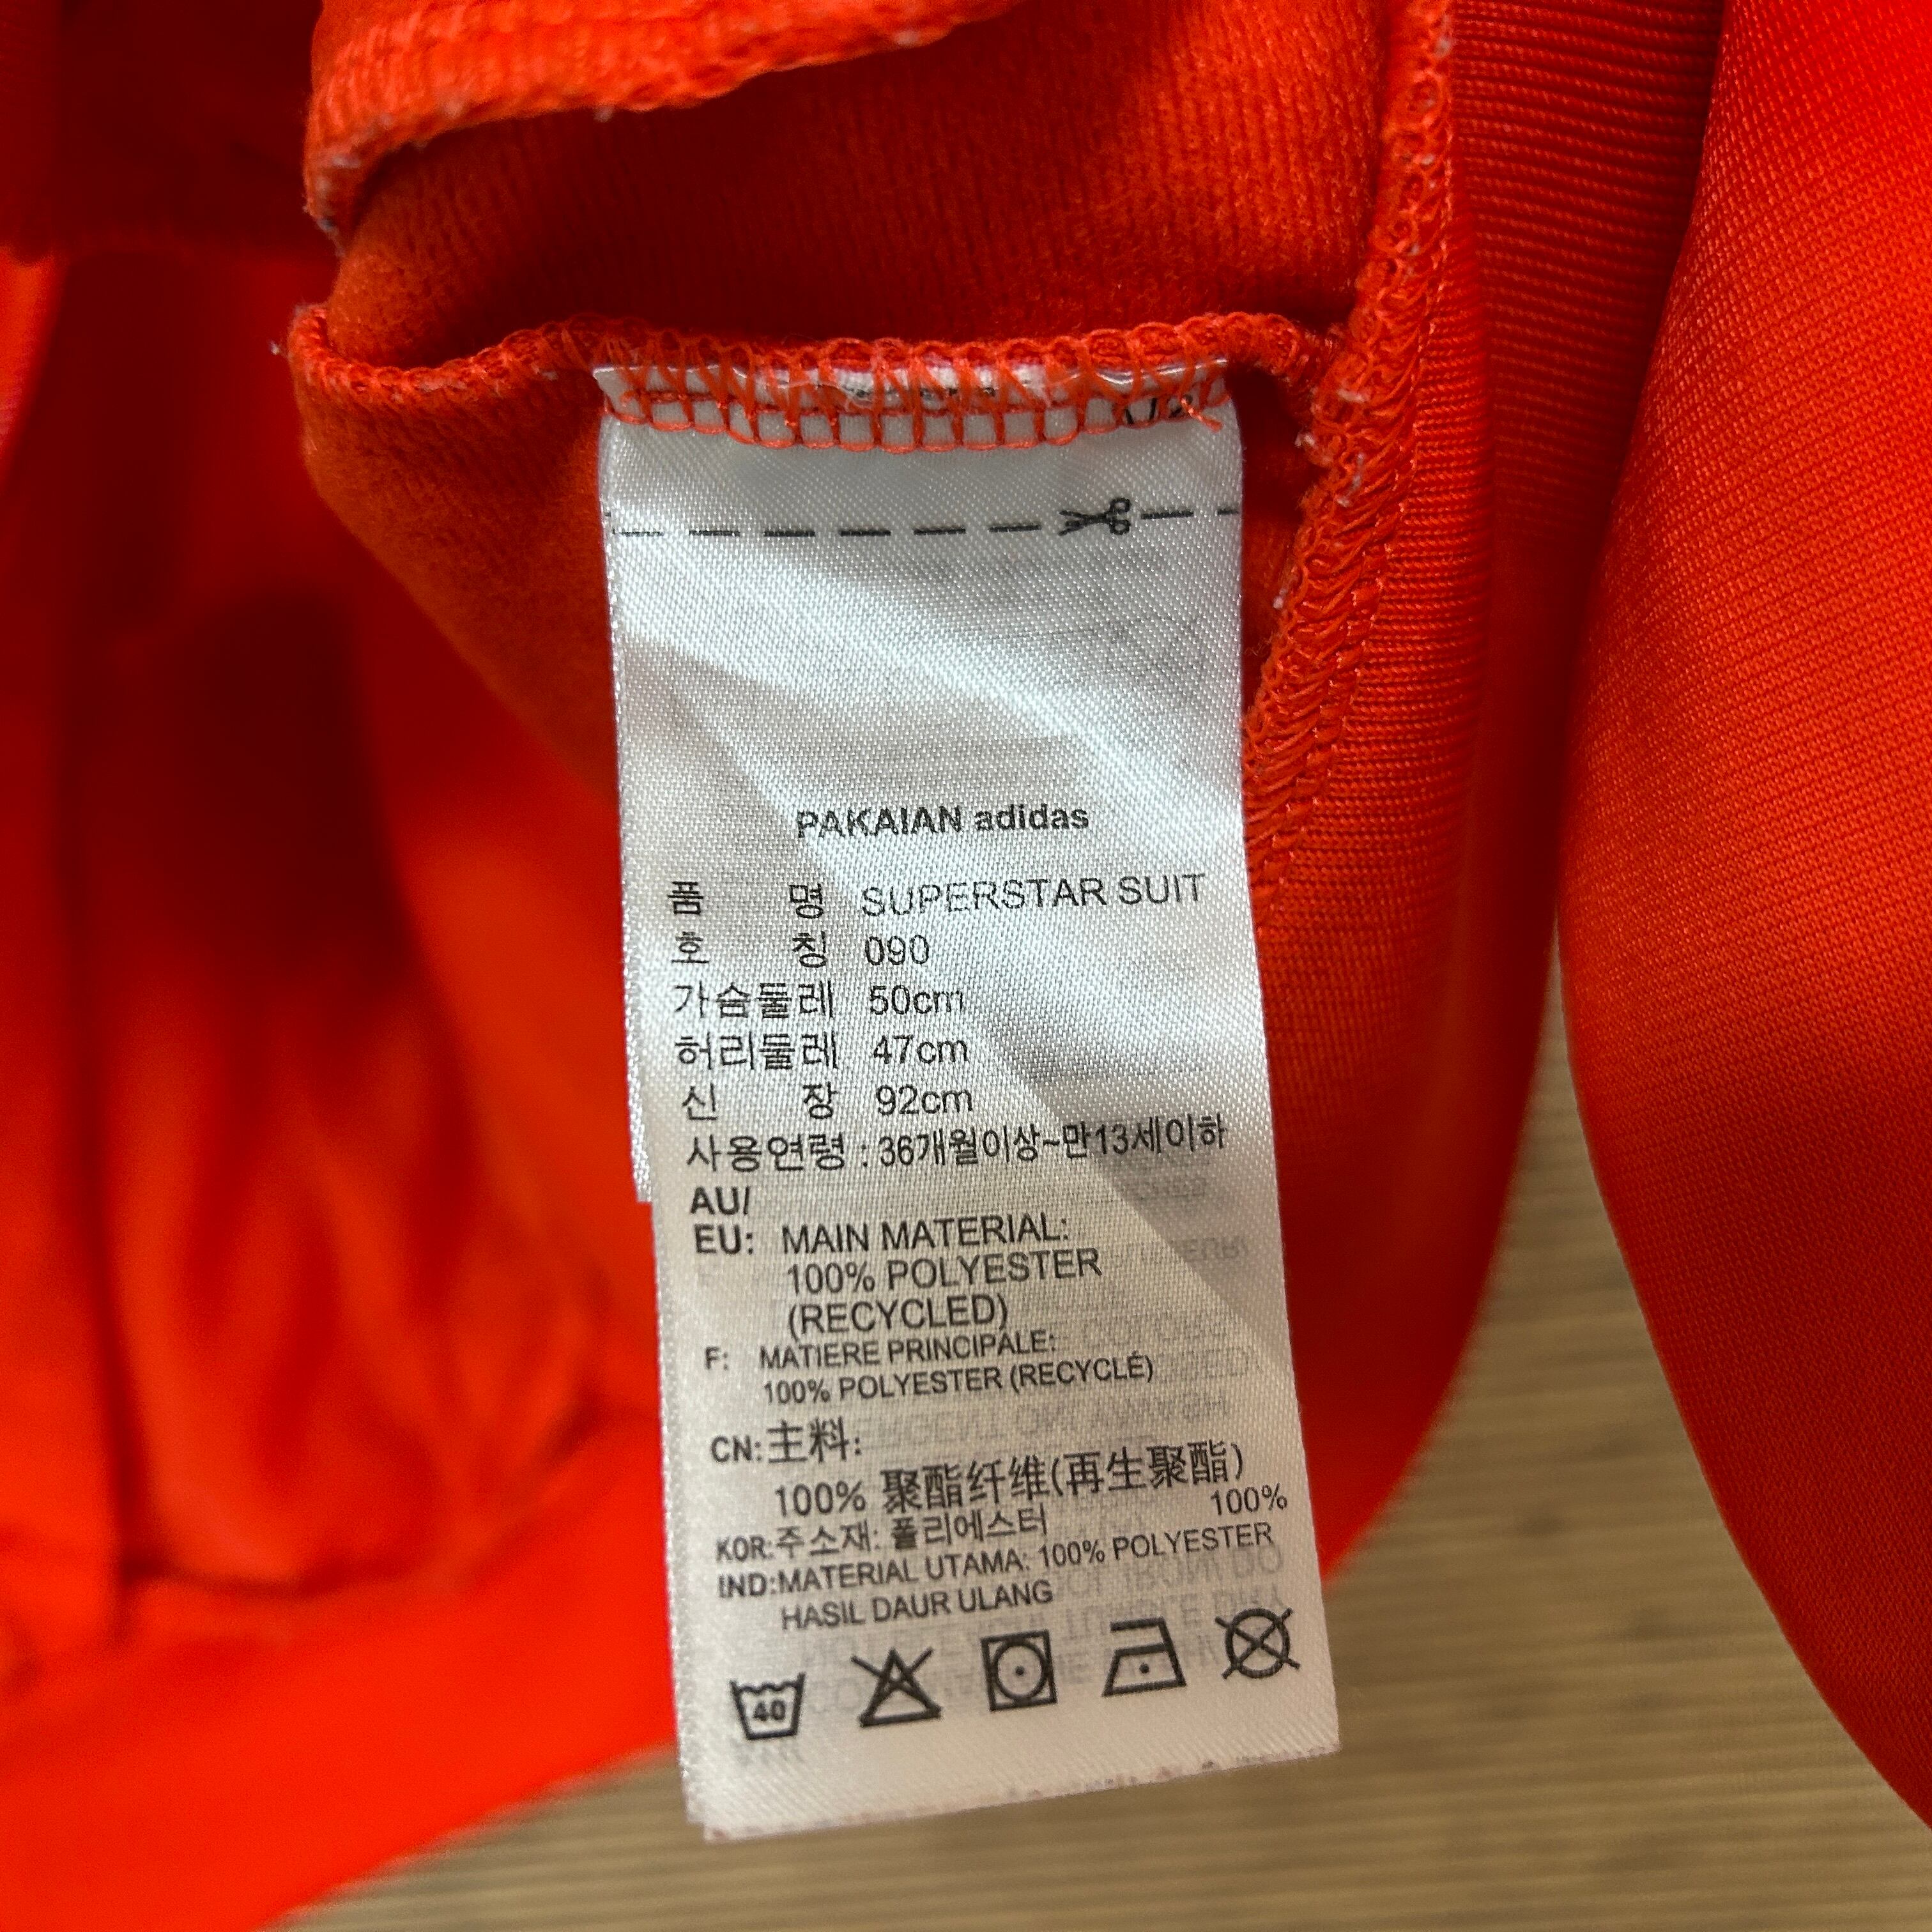 PAKAIAN adidas
품 명 SUPERSTAR SUIT
호 칭 090
가슴둘레 50cm
허리둘레 47cm
신 장 92cm
사용연령 : 36개월이상~만13세이하
AU/
EU: MAIN MATERIAL:
100% POLYESTER
(RECYCLED)
F: MATIERE PRINCIPALE:
100% POLYESTER (RECYCLÉ)
CN:主料:
100% 聚酯纤维(再生聚酯)
KOR:주소재: 폴리에스터 100%
IND:MATERIAL UTAMA: 100% POLYESTER
HASIL DAUR ULANG
40